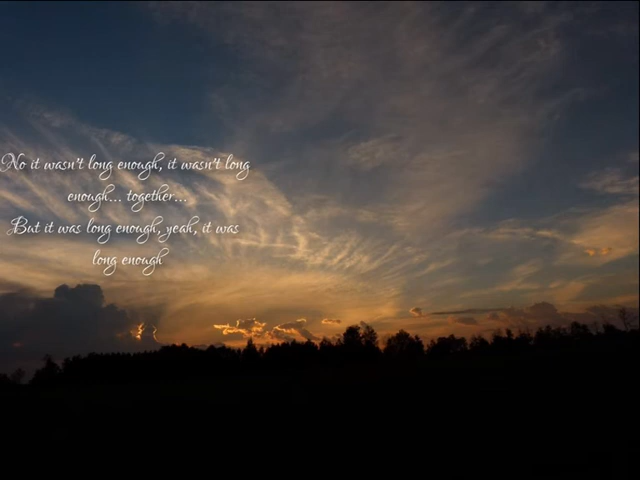 No it wasn't long enough, it wasn't long
enough... together...
But it was long enough, yeah, it was
long enough